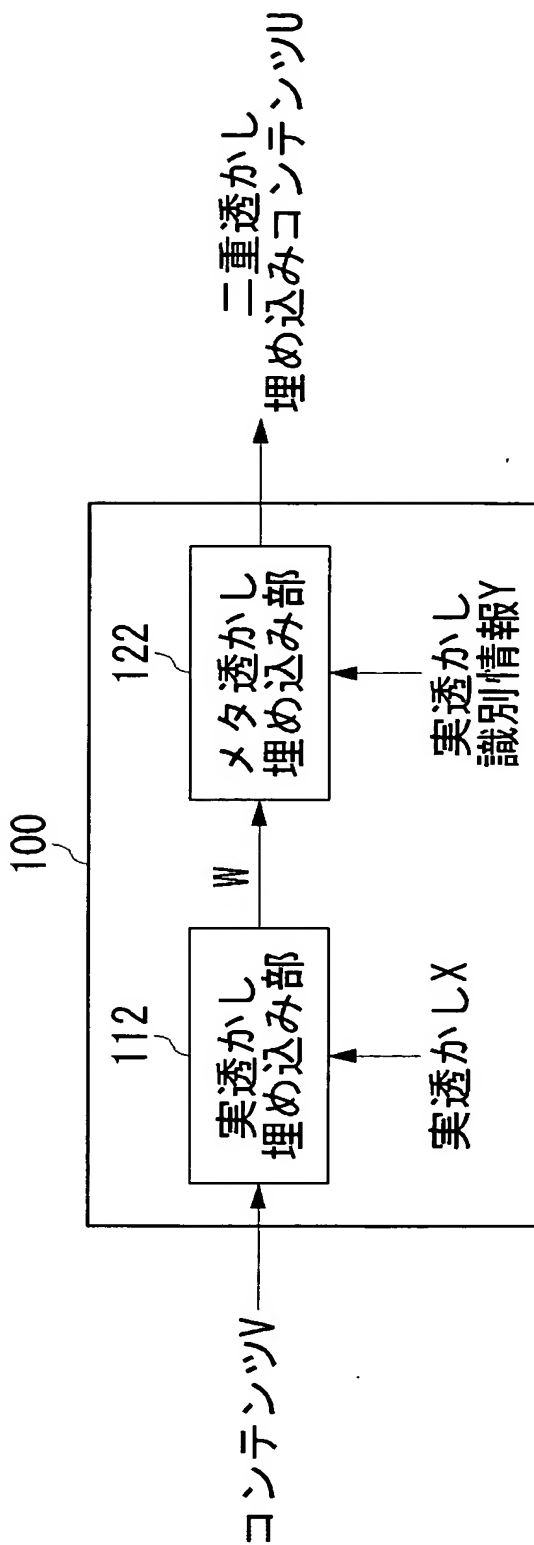 100
コンテンツV
112
実透かし
埋め込み部
実透かしX
W
122
メタ透かし
埋め込み部
実透かし
識別情報Y
二重透かし
埋め込みコンテンツU